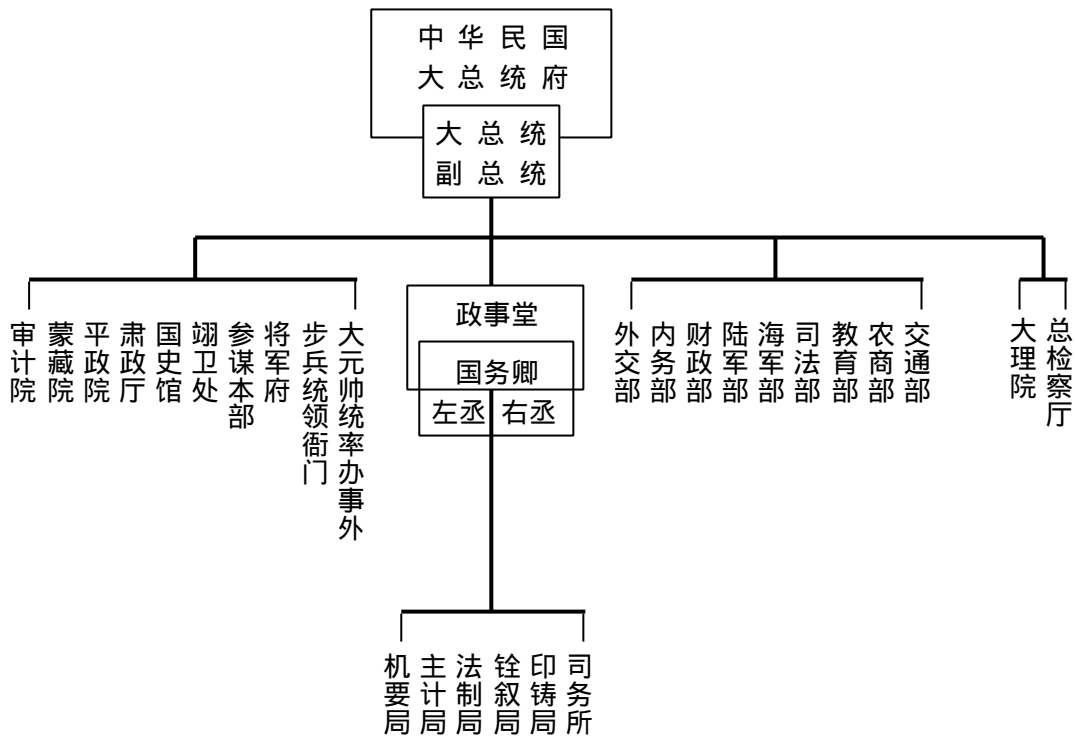 中华民国
大总统府
大总统
副总统
审计院
蒙藏院
平政院
肃政厅
国史馆
翊卫处
参谋本部
将军府
步兵统领衙门
大元帅统率办事外
政事堂
国务卿
左丞 右丞
外交部
内务部
财政部
陆军部
海军部
司法部
教育部
农商部
交通部
大理院
总检察厅
机要局
主计局
法制局
铨叙局
印铸局
司务所